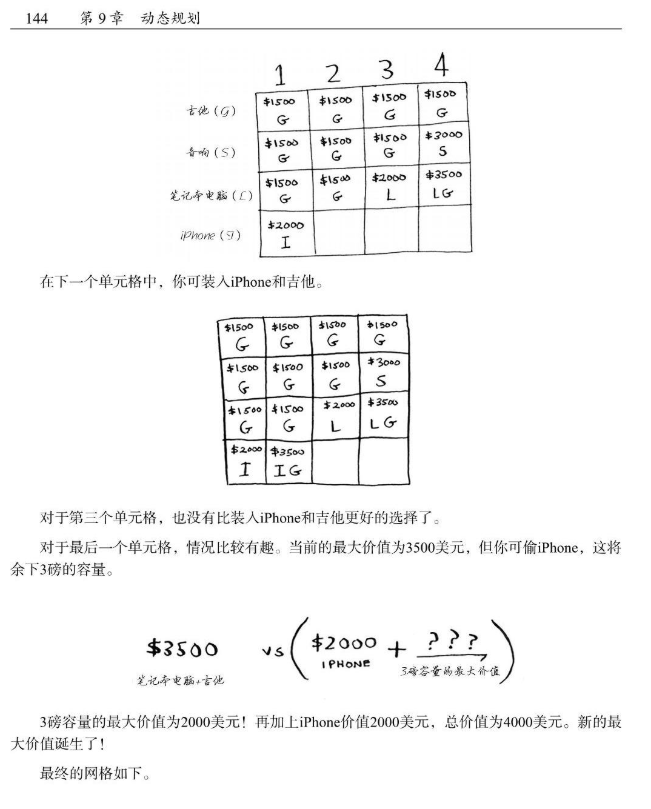 144 第9章 动态规划
1 2 3 4
吉他 (G) $1500 $1500 $1500 $1500
G G G G
音响 (S) $1500 $1500 $1500 $3000
G G G S
笔记本电脑 (L) $1500 $1500 $2000 $3500
G G L LG
iPhone (I) $2000
I
在下一个单元格中，你可装入iPhone和吉他。
$1500 $1500 $1500 $1500
G G G G
$1500 $1500 $1500 $3000
G G G S
$1500 $1500 $2000 $3500
G G L LG
$2000 $3500
I IG
对于第三个单元格，也没有比装入iPhone和吉他更好的选择了。
对于最后一个单元格，情况比较有趣。当前的最大价值为3500美元，但你可偷iPhone，这将
余下3磅的容量。
$3500 vs ($2000 + ???)
笔记本电脑+吉他 IPHONE 3磅容量的最大价值
3磅容量的最大价值为2000美元！再加上iPhone价值2000美元，总价值为4000美元。新的最
大价值诞生了！
最终的网格如下。